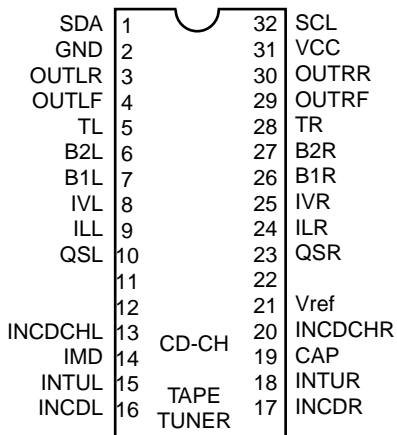 SDA 1 32 SCL
GND 2 31 VCC
OUTLR 3 30 OUTRR
OUTLF 4 29 OUTRF
TL 5 28 TR
B2L 6 27 B2R
B1L 7 26 B1R
IVL 8 25 IVR
ILL 9 24 ILR
QSL 10 23 QSR
11 22
12 21 Vref
INCDCHL 13 CD-CH 20 INCDCHR
IMD 14 19 CAP
INTUL 15 TAPE 18 INTUR
INCDL 16 TUNER 17 INCDR